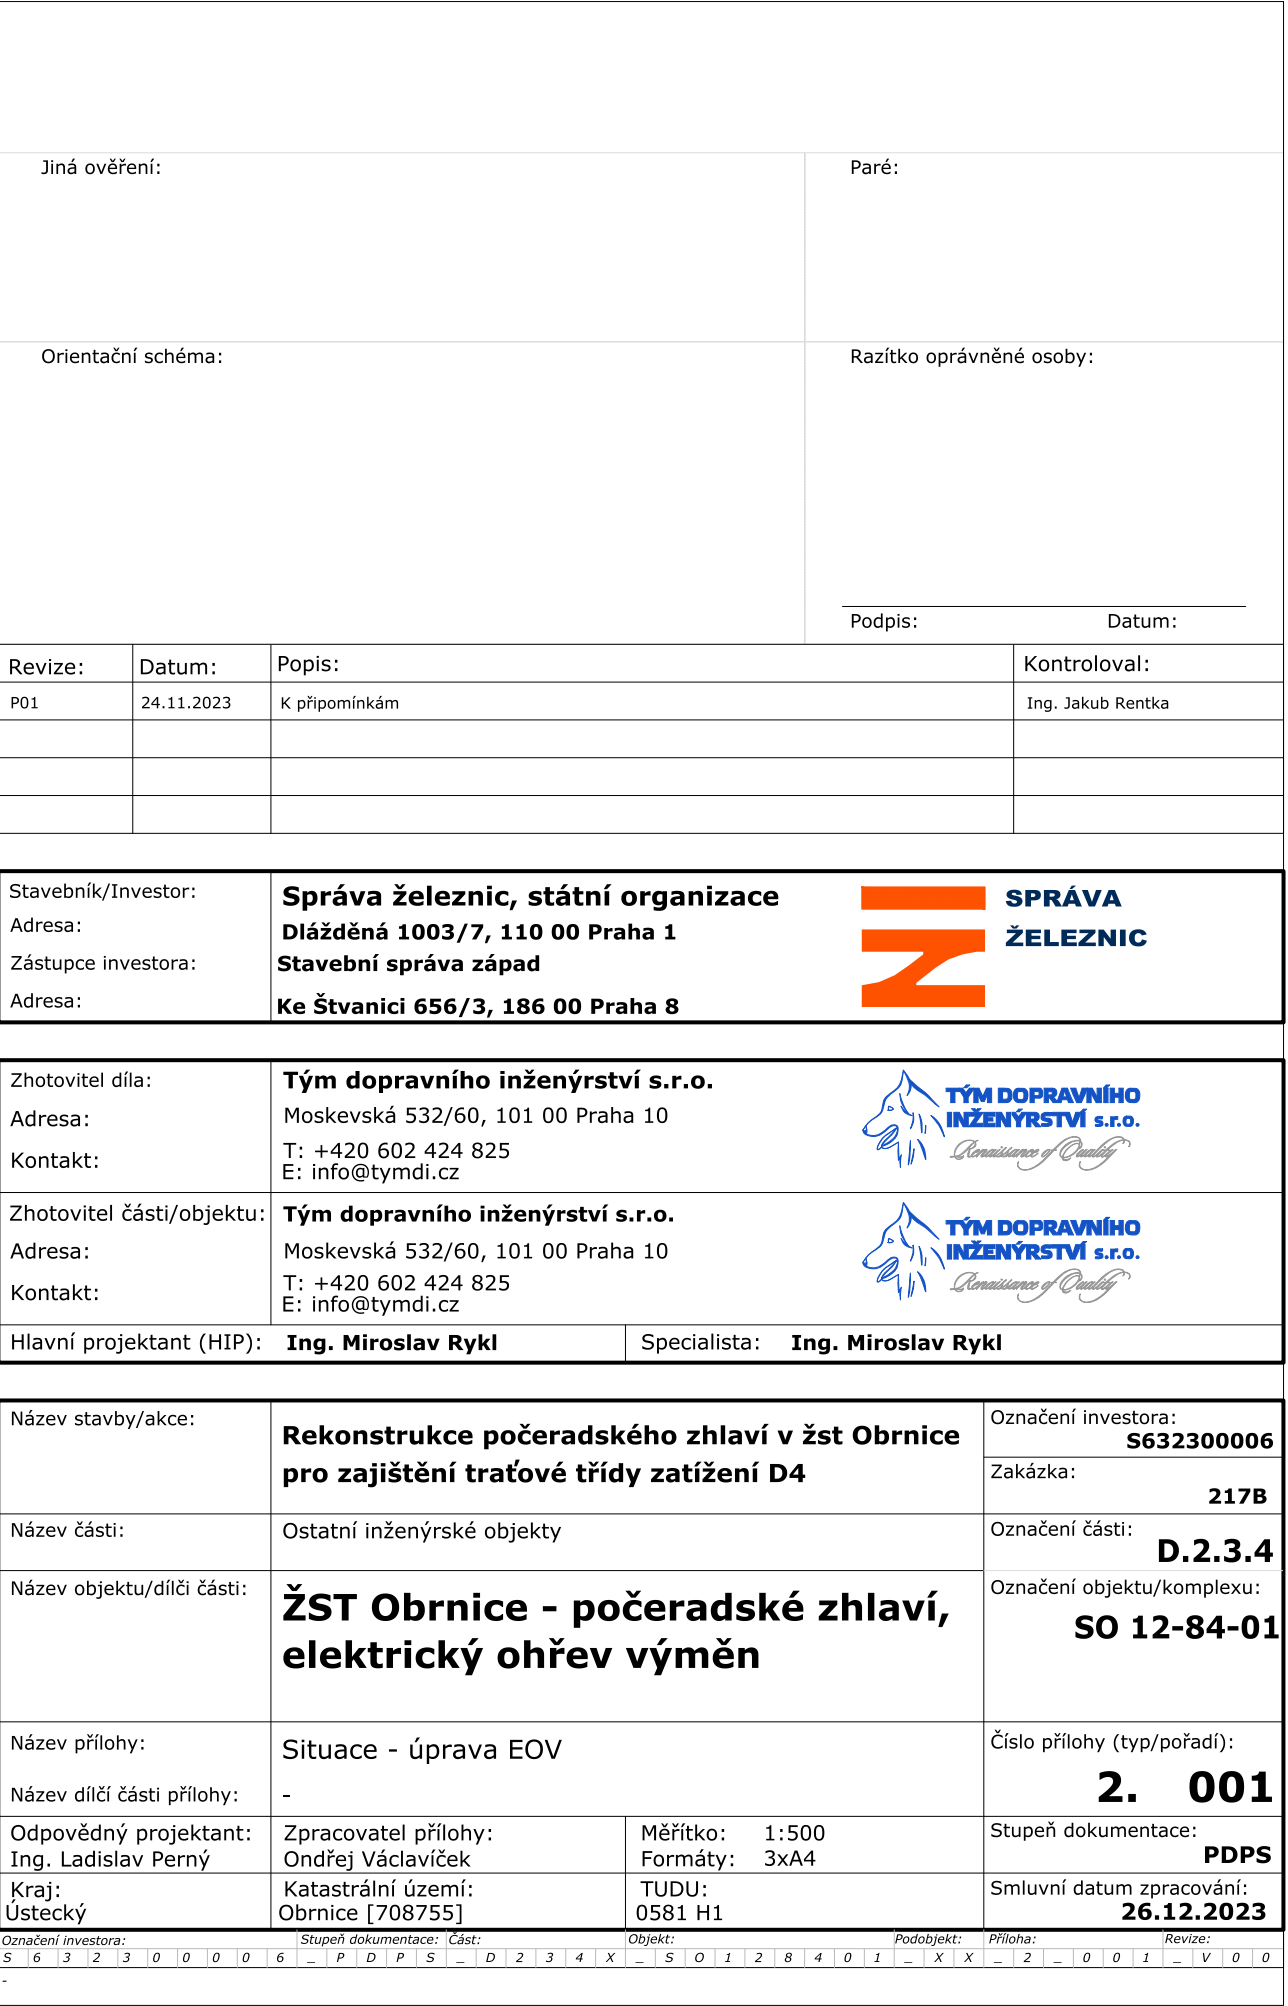 Jiná ověření:
Paré:
Orientační schéma:
Razítko oprávněné osoby:
Podpis: Datum:
Revize: Datum: Popis: Kontroloval:
P01 24.11.2023 K připomínkám Ing. Jakub Rentka
Stavebník/Investor: Správa železnic, státní organizace
Adresa: Dlážděná 1003/7, 110 00 Praha 1
Zástupce investora: Stavební správa západ
Adresa: Ke Štvanici 656/3, 186 00 Praha 8
SPRÁVA
ŽELEZNIC
Zhotovitel díla: Tým dopravního inženýrství s.r.o.
Adresa: Moskevská 532/60, 101 00 Praha 10
Kontakt: T: +420 602 424 825
E: info@tymdi.cz
TÝM DOPRAVNÍHO
INŽENÝRSTVÍ s.r.o.
Renaissance of Quality
Zhotovitel části/objektu: Tým dopravního inženýrství s.r.o.
Adresa: Moskevská 532/60, 101 00 Praha 10
Kontakt: T: +420 602 424 825
E: info@tymdi.cz
TÝM DOPRAVNÍHO
INŽENÝRSTVÍ s.r.o.
Renaissance of Quality
Hlavní projektant (HIP): Ing. Miroslav Rykl Specialista: Ing. Miroslav Rykl
Název stavby/akce: Rekonstrukce počeradského zhlaví v žst Obrnice
pro zajištění traťové třídy zatížení D4
Označení investora:
S632300006
Zakázka:
217B
Název části: Ostatní inženýrské objekty
Označení části:
D.2.3.4
Název objektu/dílči části: ŽST Obrnice - počeradské zhlaví,
elektrický ohřev výměn
Označení objektu/komplexu:
SO 12-84-01
Název přílohy: Situace - úprava EOV
Název dílčí části přílohy: -
Číslo přílohy (typ/pořadí):
2. 001
Odpovědný projektant: Zpracovatel přílohy: Měřítko: 1:500 Stupeň dokumentace:
Ing. Ladislav Perný Ondřej Václavíček Formáty: 3xA4 PDPS
Kraj: Katastrální území: TUDU: Smluvní datum zpracování:
Ústecký Obrnice [708755] 0581 H1 26.12.2023
Označení investora: Stupeň dokumentace: Část: Objekt: Podobjekt: Příloha: Revize:
S 6 3 2 3 0 0 0 0 6 _ P D P S _ D 2 3 4 X _ S O 1 2 8 4 0 1 _ X X _ 2 _ 0 0 1 _ V 0 0
-